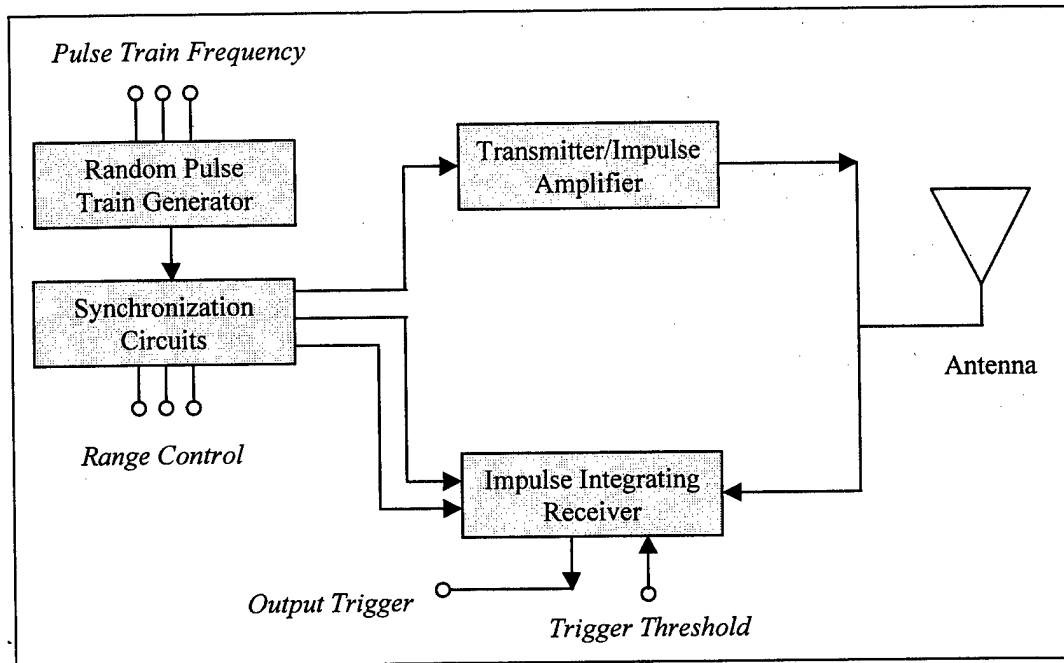 Pulse Train Frequency
Random Pulse
Train Generator
Transmitter/Impulse
Amplifier
Synchronization
Circuits
Antenna
Range Control
Impulse Integrating
Receiver
Output Trigger
Trigger Threshold